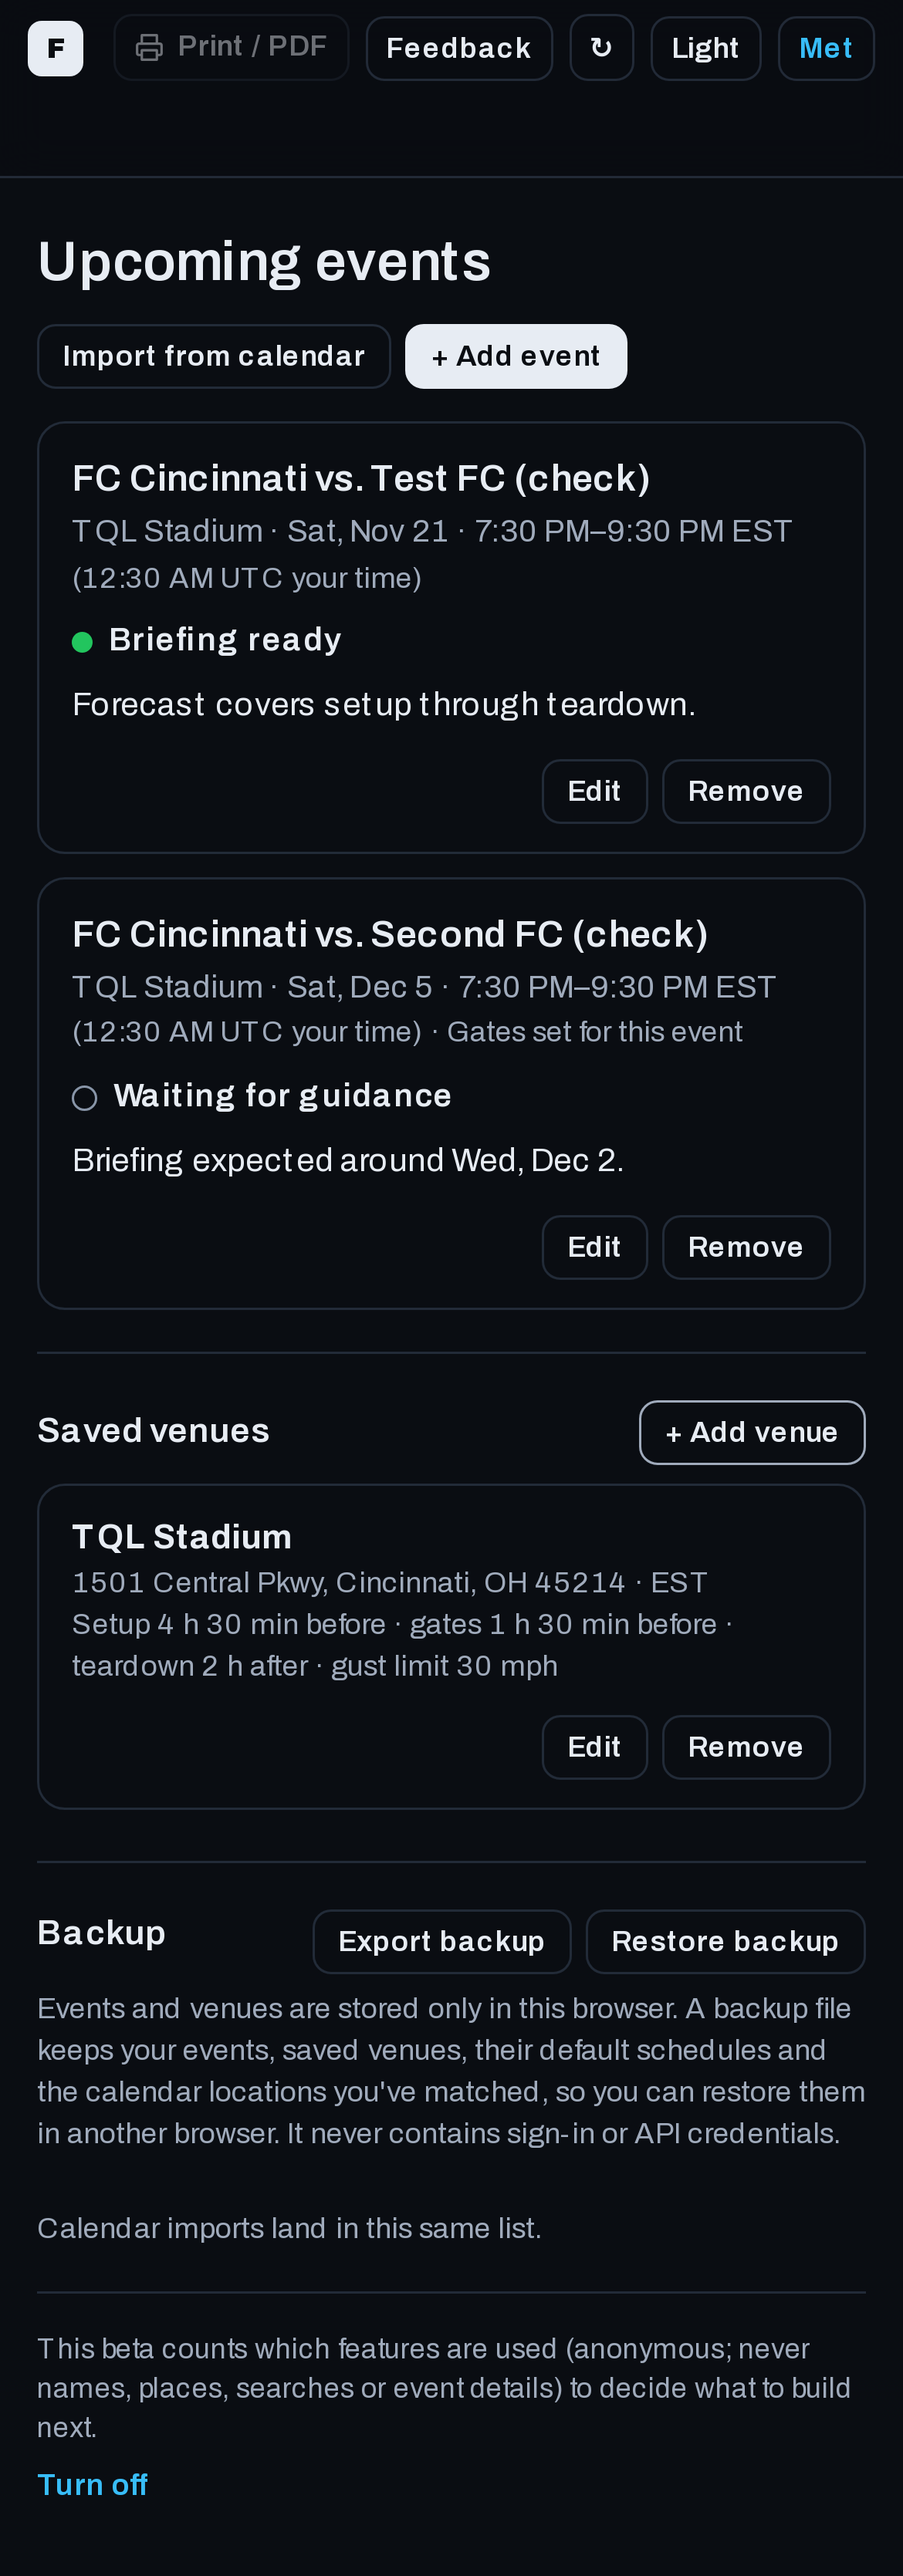 F
Print / PDF
Feedback
↻
Light
Met
Upcoming events
Import from calendar
+ Add event
FC Cincinnati vs. Test FC (check)
TQL Stadium · Sat, Nov 21 · 7:30 PM–9:30 PM EST
(12:30 AM UTC your time)
Briefing ready
Forecast covers setup through teardown.
Edit
Remove
FC Cincinnati vs. Second FC (check)
TQL Stadium · Sat, Dec 5 · 7:30 PM–9:30 PM EST
(12:30 AM UTC your time) · Gates set for this event
Waiting for guidance
Briefing expected around Wed, Dec 2.
Edit
Remove
Saved venues
+ Add venue
TQL Stadium
1501 Central Pkwy, Cincinnati, OH 45214 · EST
Setup 4 h 30 min before · gates 1 h 30 min before ·
teardown 2 h after · gust limit 30 mph
Edit
Remove
Backup
Export backup
Restore backup
Events and venues are stored only in this browser. A backup file
keeps your events, saved venues, their default schedules and
the calendar locations you've matched, so you can restore them
in another browser. It never contains sign-in or API credentials.
Calendar imports land in this same list.
This beta counts which features are used (anonymous; never
names, places, searches or event details) to decide what to build
next.
Turn off